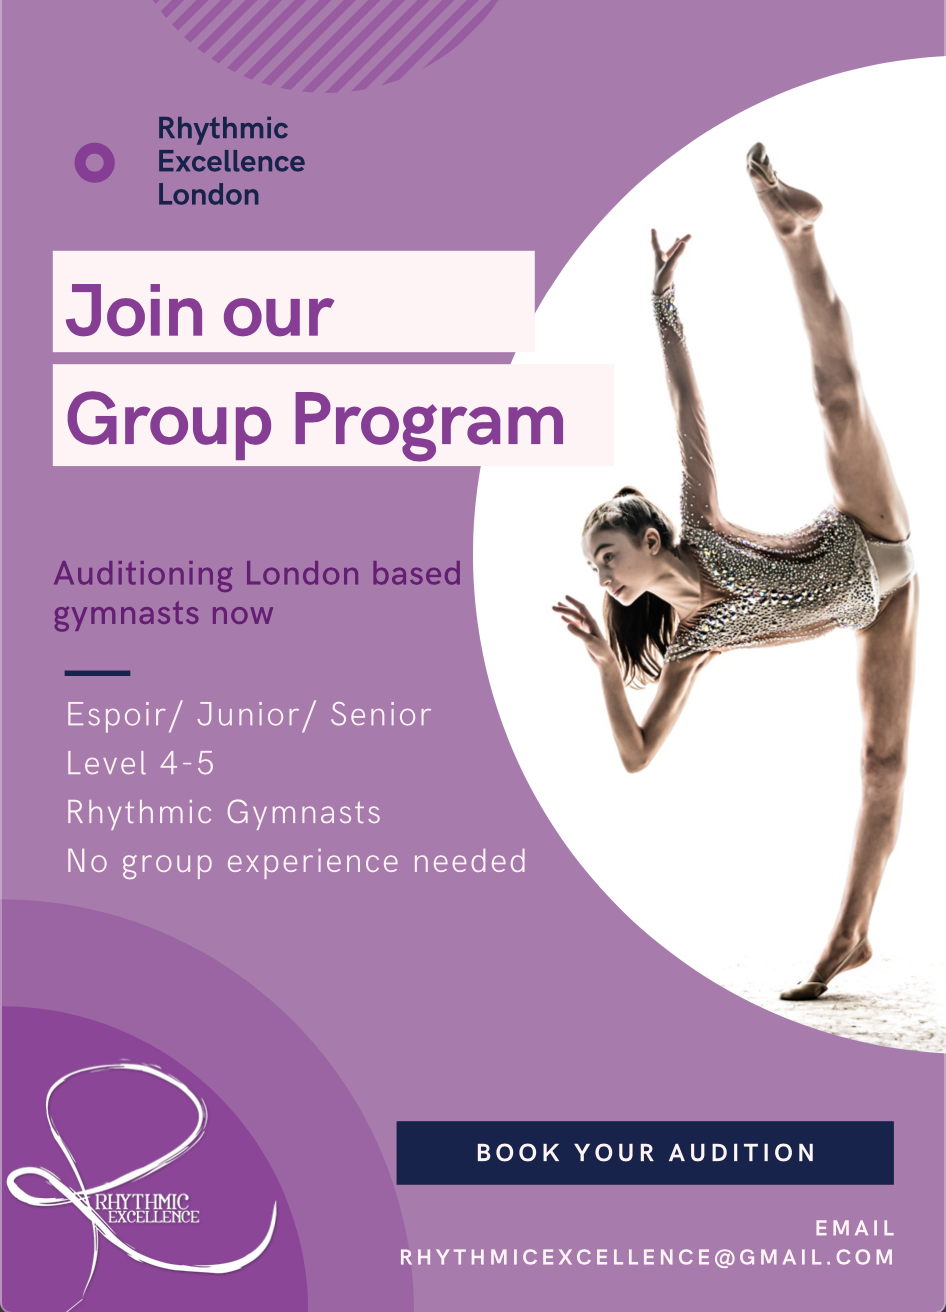 Rhythmic
Excellence
London
Join our
Group Program
Auditioning London based
gymnasts now
Espoir/ Junior/ Senior
Level 4-5
Rhythmic Gymnasts
No group experience needed
RHYTHMIC
EXCELLENCE
BOOK YOUR AUDITION
EMAIL
RHYTHMICEXCELLENCE@GMAIL.COM